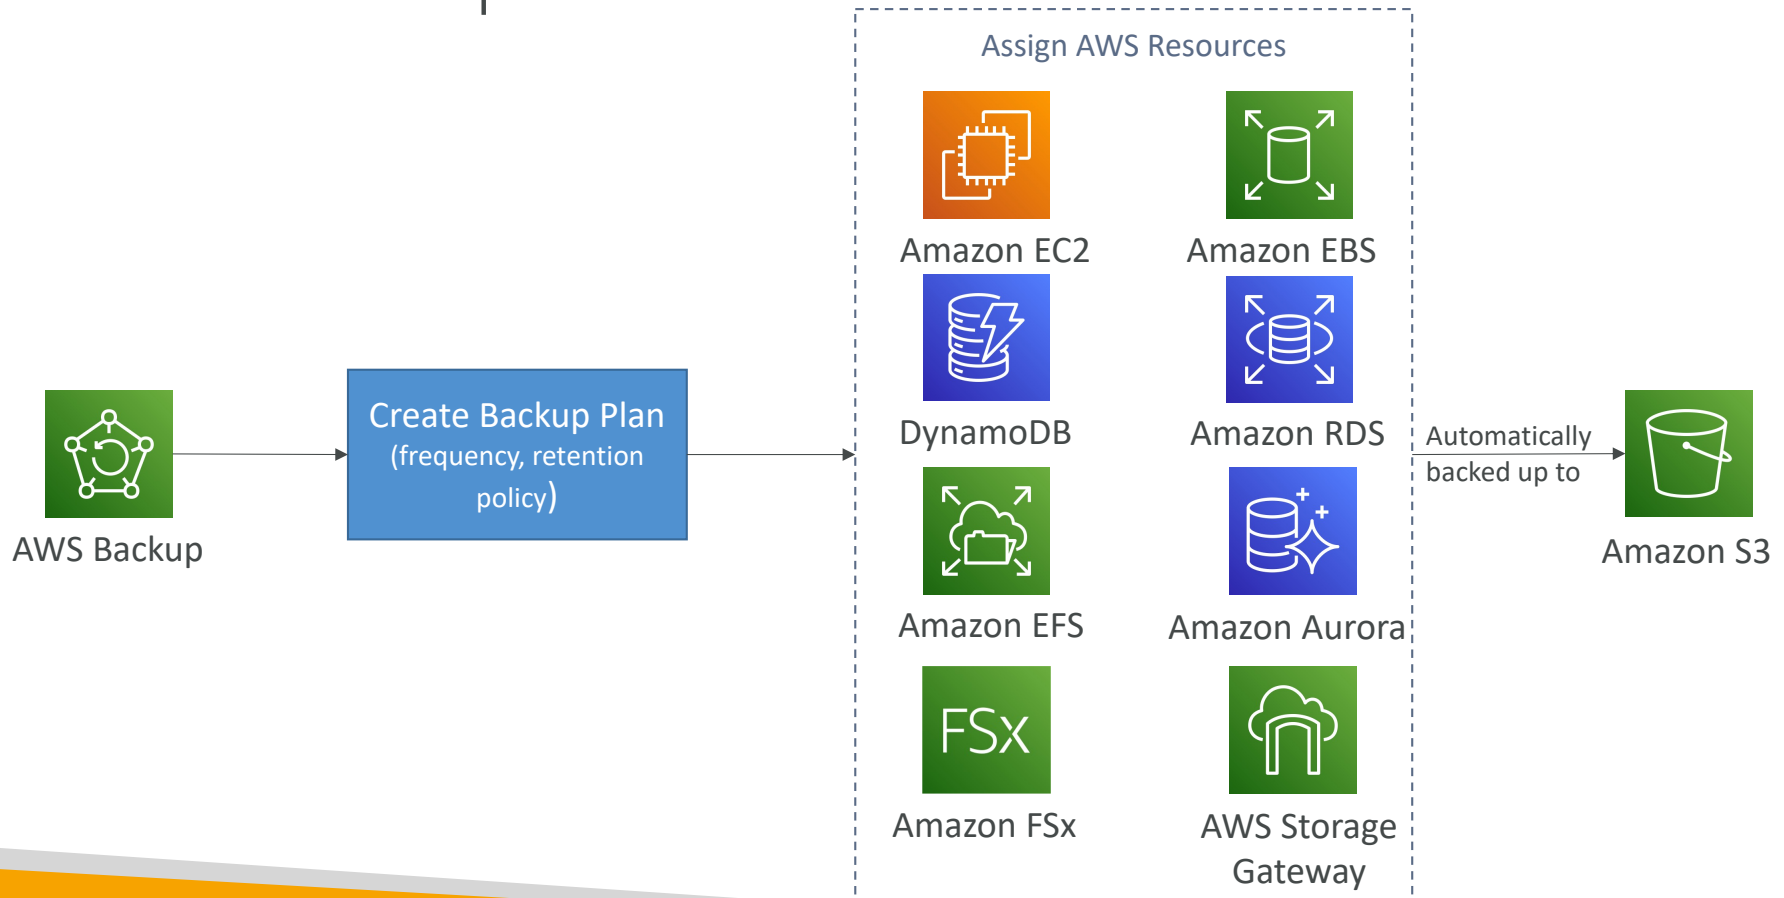 Assign AWS Resources
Amazon EC2
Amazon EBS
DynamoDB
Amazon RDS
Amazon EFS
Amazon Aurora
FSx
Amazon FSx
AWS Storage
Gateway
AWS Backup
Create Backup Plan
(frequency, retention
policy)
Automatically
backed up to
Amazon S3